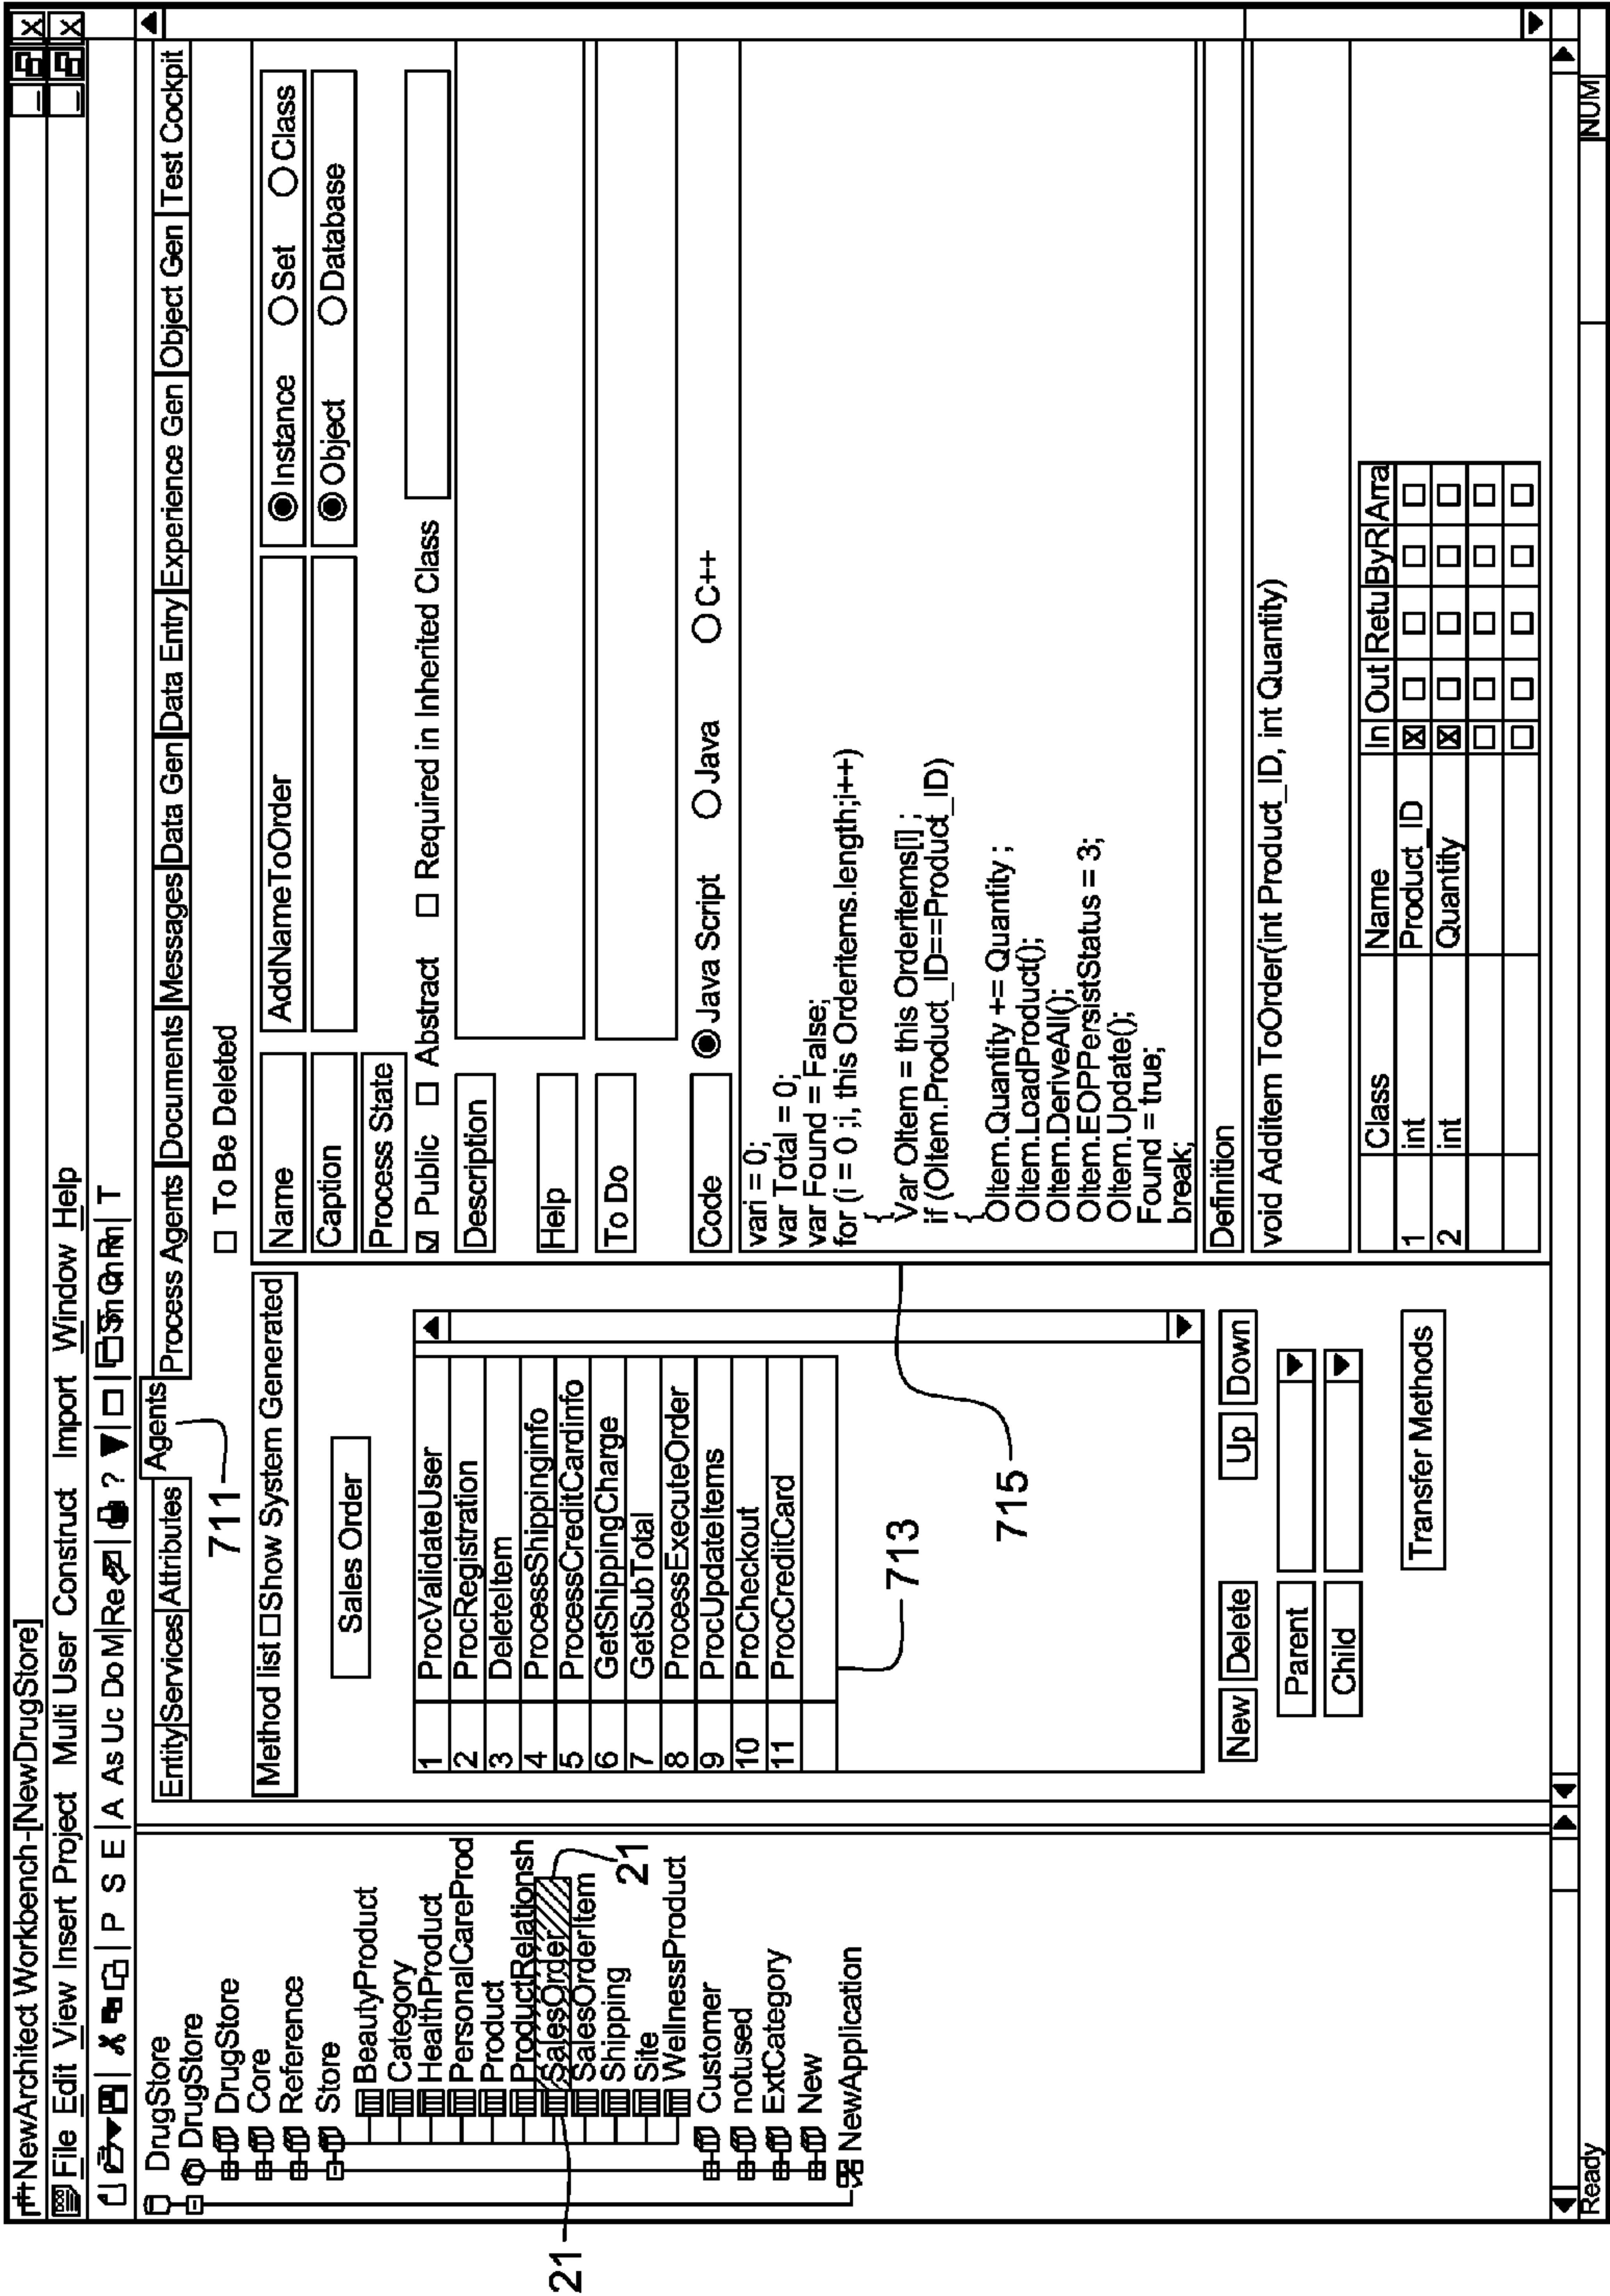 NewArchitect Workbench-[NewDrugStore]
File Edit View Insert Project Multi User Construct Import Window Help
P S E A As Uc Do M Re ? T
DrugStore
DrugStore
DrugStore
Core
Reference
Store
BeautyProduct
Category
HealthProduct
PersonalCareProd
Product
ProductRelationsh
SalesOrder
SalesOrderItem
Shipping
Site
WellnessProduct
Customer
notused
ExtCategory
New
NewApplication
21
21
Entity Services Attributes Agents Process Agents Documents Messages Data Gen Data Entry Experience Gen Object Gen Test Cockpit
711
Method list Show System Generated
Sales Order
1 ProcValidateUser
2 ProcRegistration
3 DeleteItem
4 ProcessShippinginfo
5 ProcessCreditCardinfo
6 GetShippingCharge
7 GetSubTotal
8 ProcessExecuteOrder
9 ProcUpdateItems
10 ProCheckout
11 ProcCreditCard
713
715
New Delete Up Down
Parent
Child
Transfer Methods
To Be Deleted
Name AddNameToOrder Instance Set Class
Caption Object Database
Process State
Public Abstract Required in Inherited Class
Description
Help
To Do
Code Java Script Java C++
vari = 0;
var Total = 0;
var Found = False;
for (i = 0 ;i, this Orderitems.length;i++)
{
Var OItem = this OrderItems[i] ;
if (OItem.Product_ID==Product_ID)
{
OItem.Quantity += Quantity ;
OItem.LoadProduct();
OItem.DeriveAll();
OItem.EOPPersistStatus = 3;
OItem.Update();
Found = true;
break;
Definition
void AddItem ToOrder(int Product_ID, int Quantity)
Class Name In Out Retu ByR Arra
1 int Product_ID
2 int Quantity
Ready NUM